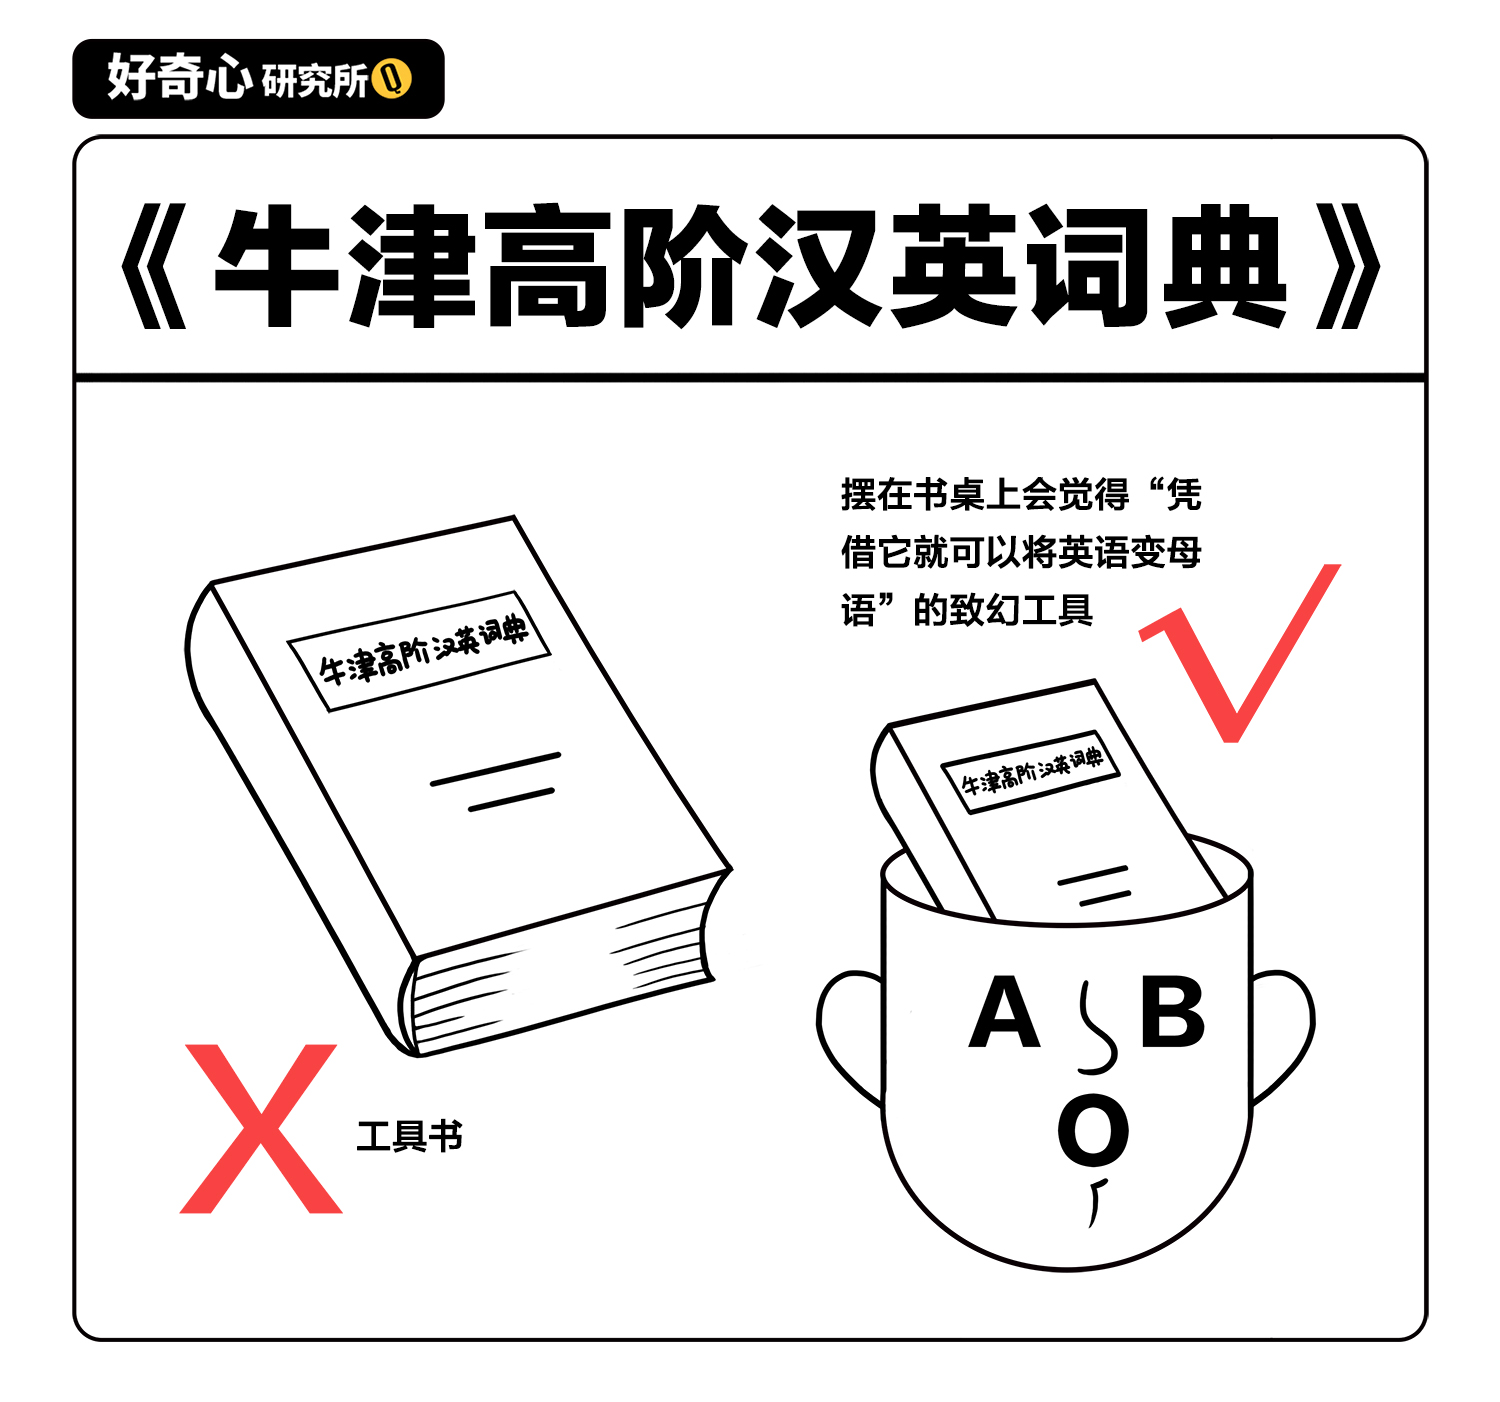 好奇心研究所Q
《牛津高阶汉英词典》
牛津高阶汉英词典
X
工具书
摆在书桌上会觉得“凭
借它就可以将英语变母
语”的致幻工具
√
牛津高阶汉英词典
A B
O